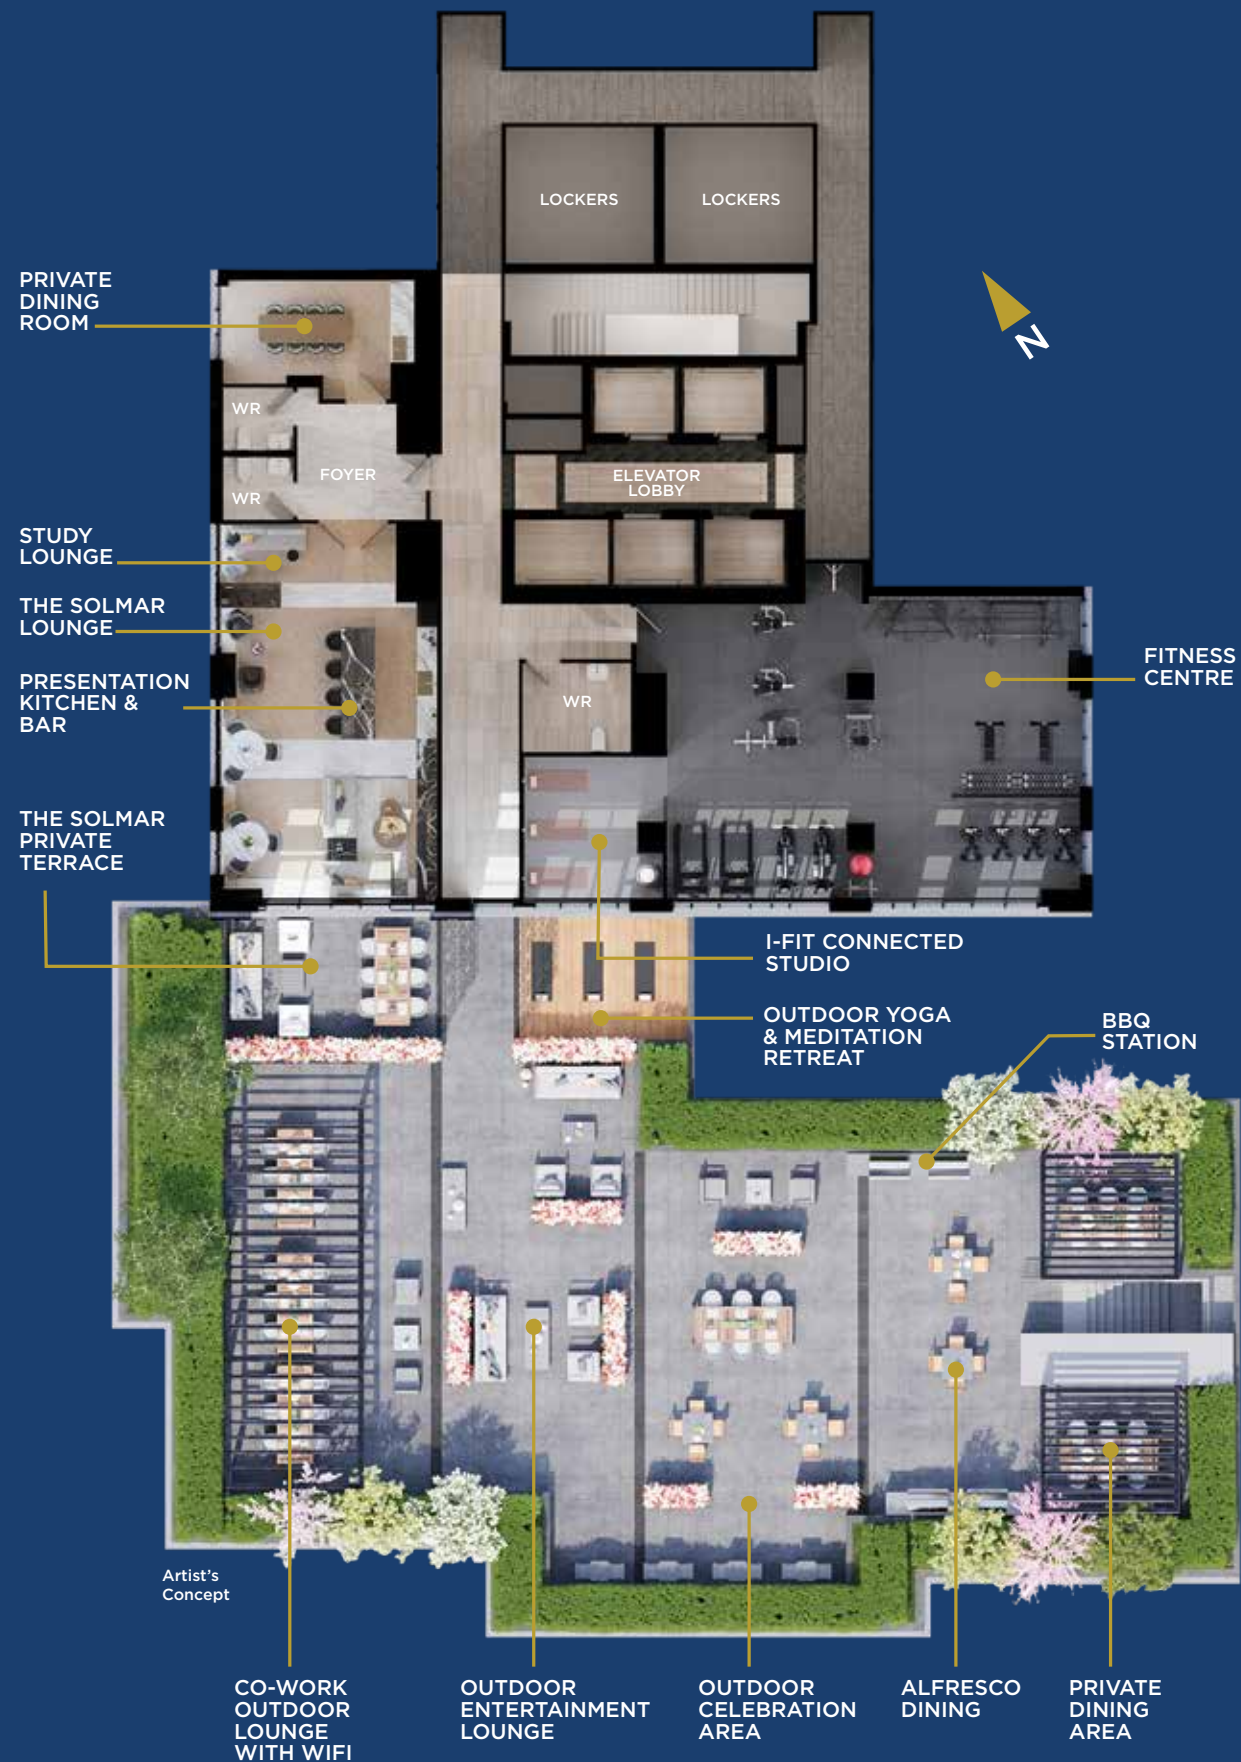 LOCKERS
LOCKERS
PRIVATE
DINING
ROOM
N
WR
FOYER
WR
ELEVATOR
LOBBY
STUDY
LOUNGE
THE SOLMAR
LOUNGE
PRESENTATION
KITCHEN &
BAR
WR
FITNESS
CENTRE
THE SOLMAR
PRIVATE
TERRACE
I-FIT CONNECTED
STUDIO
OUTDOOR YOGA
& MEDITATION
RETREAT
BBQ
STATION
Artist's
Concept
CO-WORK
OUTDOOR
LOUNGE
WITH WIFI
OUTDOOR
ENTERTAINMENT
LOUNGE
OUTDOOR
CELEBRATION
AREA
ALFRESCO
DINING
PRIVATE
DINING
AREA